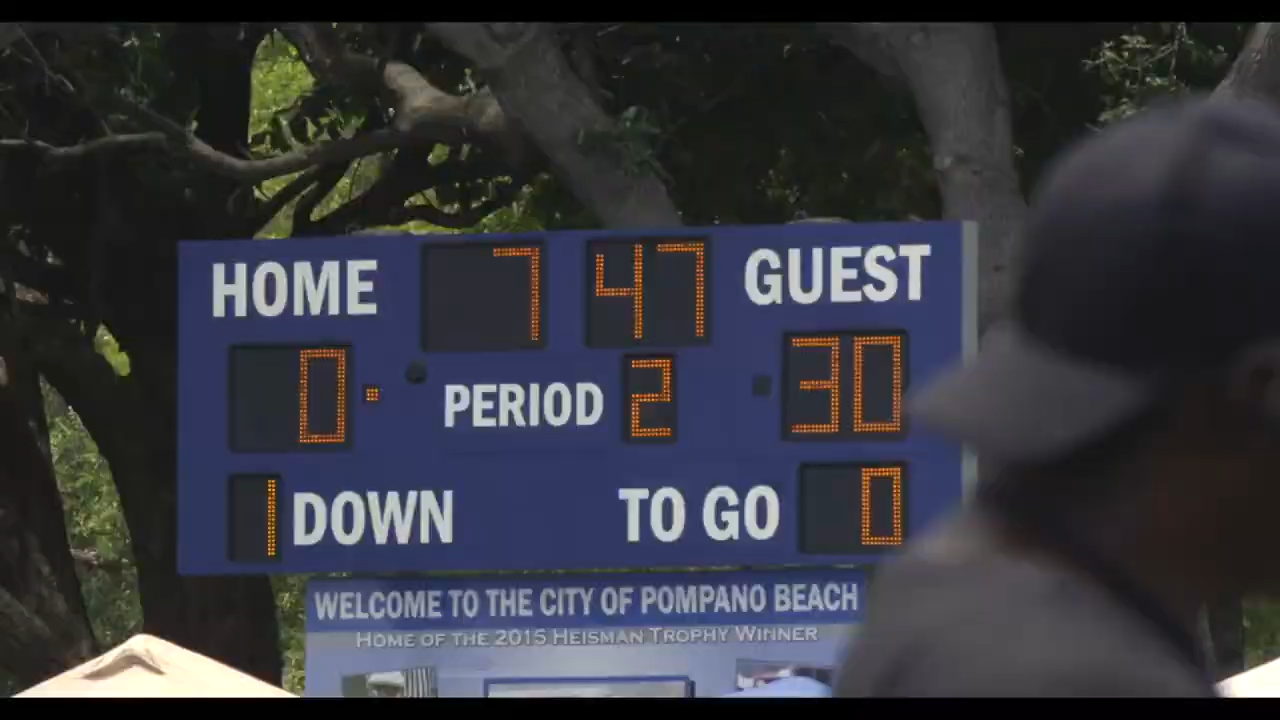 HOME 7 47 GUEST
0 PERIOD 2 30
1 DOWN TO GO 0
WELCOME TO THE CITY OF POMPANO BEACH
HOME OF THE 2015 HEISMAN TROPHY WINNER